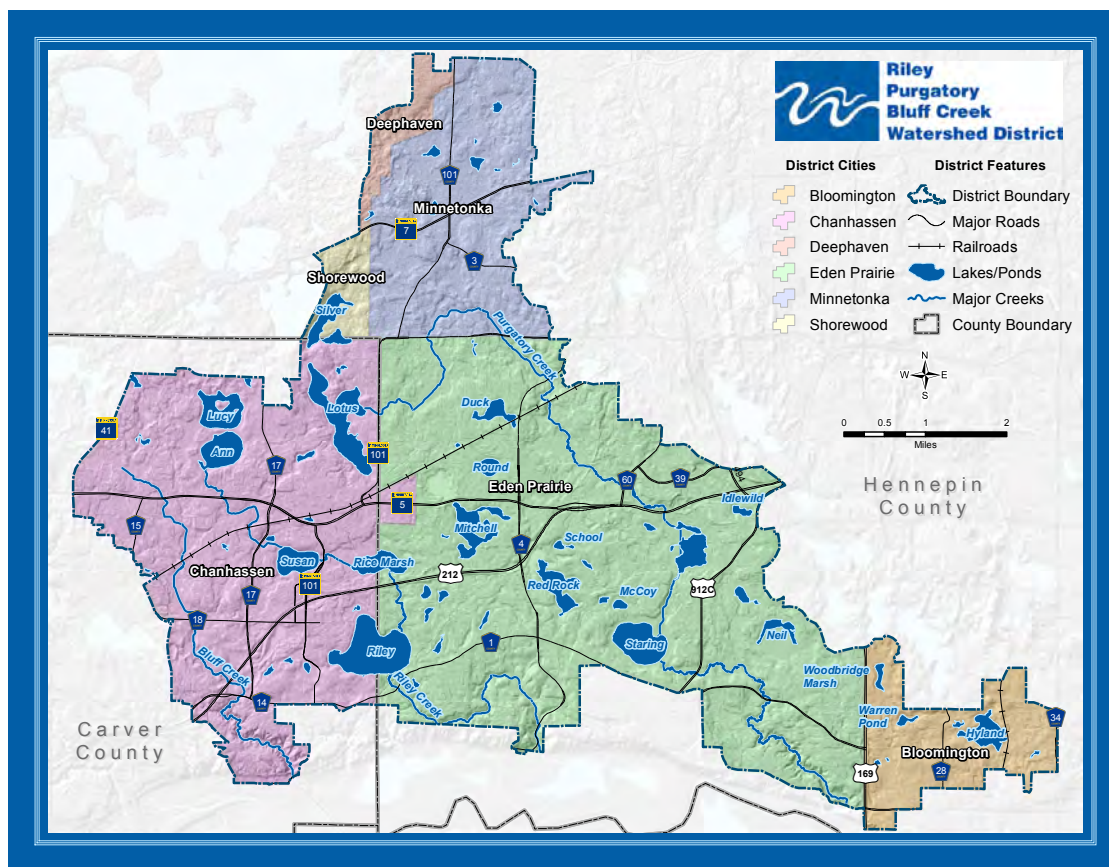 Riley
Purgatory
Bluff Creek
Watershed District
District Cities
Bloomington
Chanhassen
Deephaven
Eden Prairie
Minnetonka
Shorewood
District Features
District Boundary
Major Roads
Railroads
Lakes/Ponds
Major Creeks
County Boundary
N
W E
S
0 0.5 1 2
Miles
Deephaven
101
Minnetonka
7
3
Shorewood
Silver
Purgatory Creek
Lucy
Lotus
Duck
41
Ann
101
17
Round
Eden Prairie
60
39
494
Idlewild
Hennepin
County
5
15
Mitchell
4
School
Susan
Rice Marsh
Chanhassen
212
Red Rock
McCoy
912C
101
17
18
1
Riley
Staring
Neil
Bluff Creek
Riley Creek
Woodbridge
Marsh
14
Warren
Pond
Hyland
34
Carver
County
Bloomington
28
169